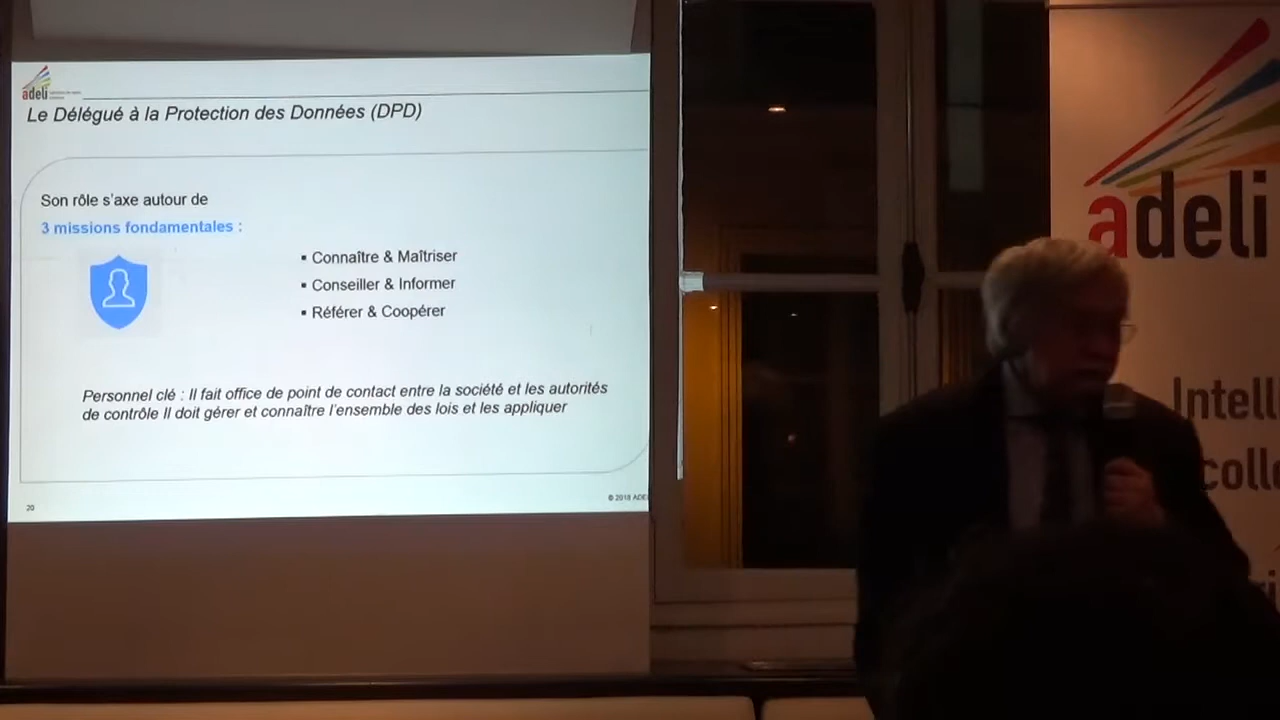 adeli
Le Délégué à la Protection des Données (DPD)
Son rôle s'axe autour de
3 missions fondamentales :
▪ Connaître & Maîtriser
▪ Conseiller & Informer
▪ Référer & Coopérer
Personnel clé : Il fait office de point de contact entre la société et les autorités
de contrôle Il doit gérer et connaître l'ensemble des lois et les appliquer
20
© 2018 ADE
adeli
Intell
colla